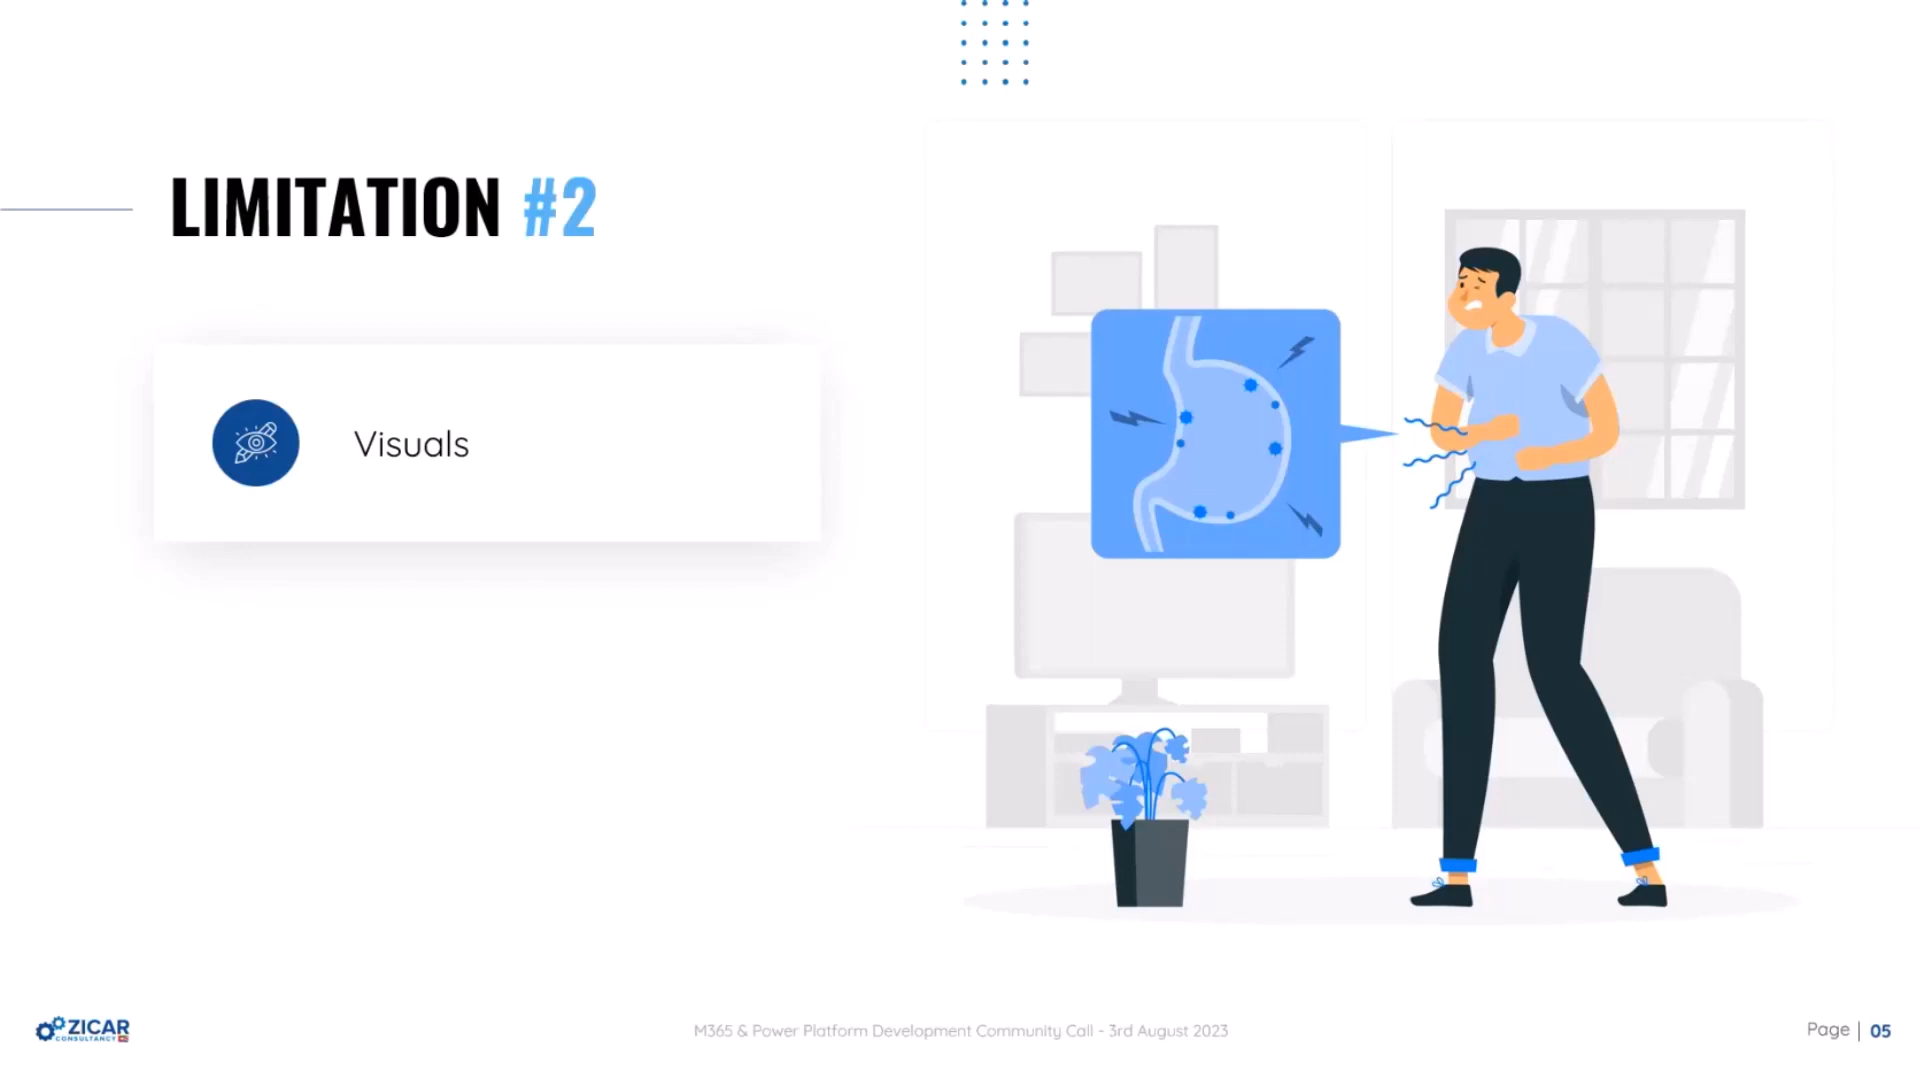 LIMITATION #2
Visuals
ZICAR
CONSULTANCY
M365 & Power Platform Development Community Call - 3rd August 2023
Page | 05